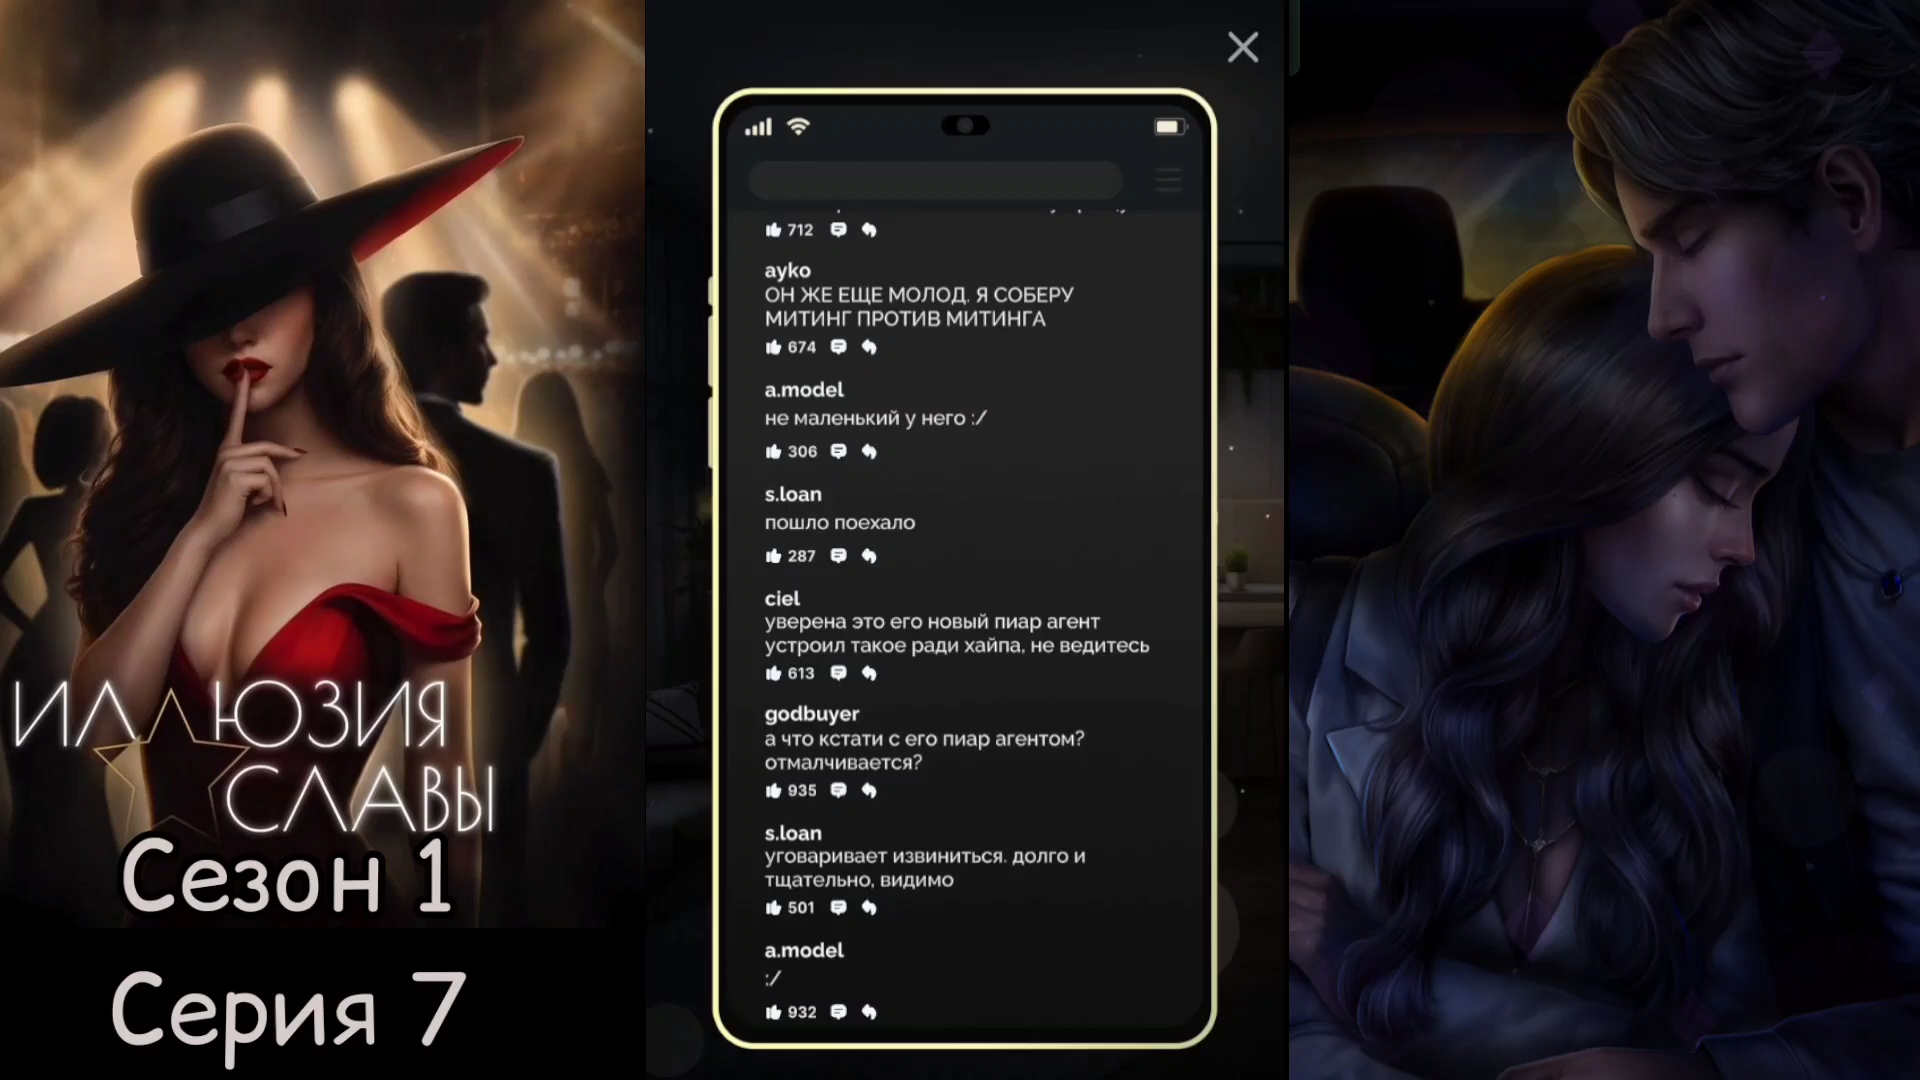 ИЛЛЮЗИЯ
СЛАВЫ
Сезон 1
Серия 7
712
ayko
ОН ЖЕ ЕЩЕ МОЛОД. Я СОБЕРУ
МИТИНГ ПРОТИВ МИТИНГА
674
a.model
не маленький у него :/
306
s.loan
пошло поехало
287
ciel
уверена это его новый пиар агент
устроил такое ради хайпа, не ведитесь
613
godbuyer
а что кстати с его пиар агентом?
отмалчивается?
935
s.loan
уговаривает извиниться. долго и
тщательно, видимо
501
a.model
:/
932